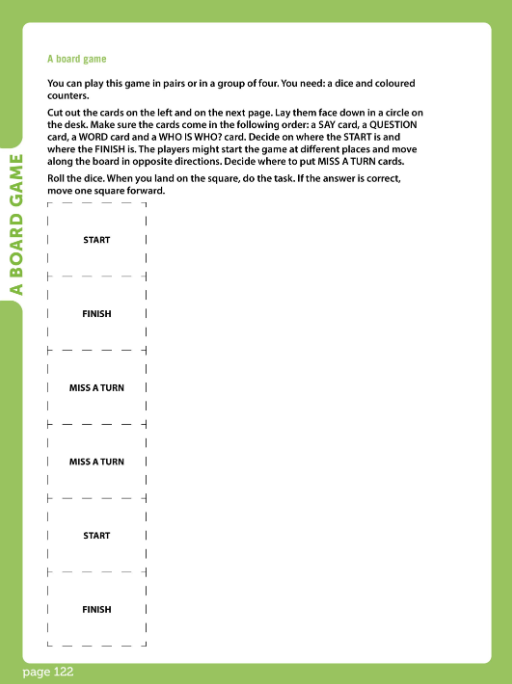 A board game
You can play this game in pairs or in a group of four. You need: a dice and coloured
counters.
Cut out the cards on the left and on the next page. Lay them face down in a circle on
the desk. Make sure the cards come in the following order: a SAY card, a QUESTION
card, a WORD card and a WHO IS WHO? card. Decide on where the START is and
where the FINISH is. The players might start the game at different places and move
along the board in opposite directions. Decide where to put MISS A TURN cards.
Roll the dice. When you land on the square, do the task. If the answer is correct,
move one square forward.
A BOARD GAME
START
FINISH
MISS A TURN
MISS A TURN
START
FINISH
page 122